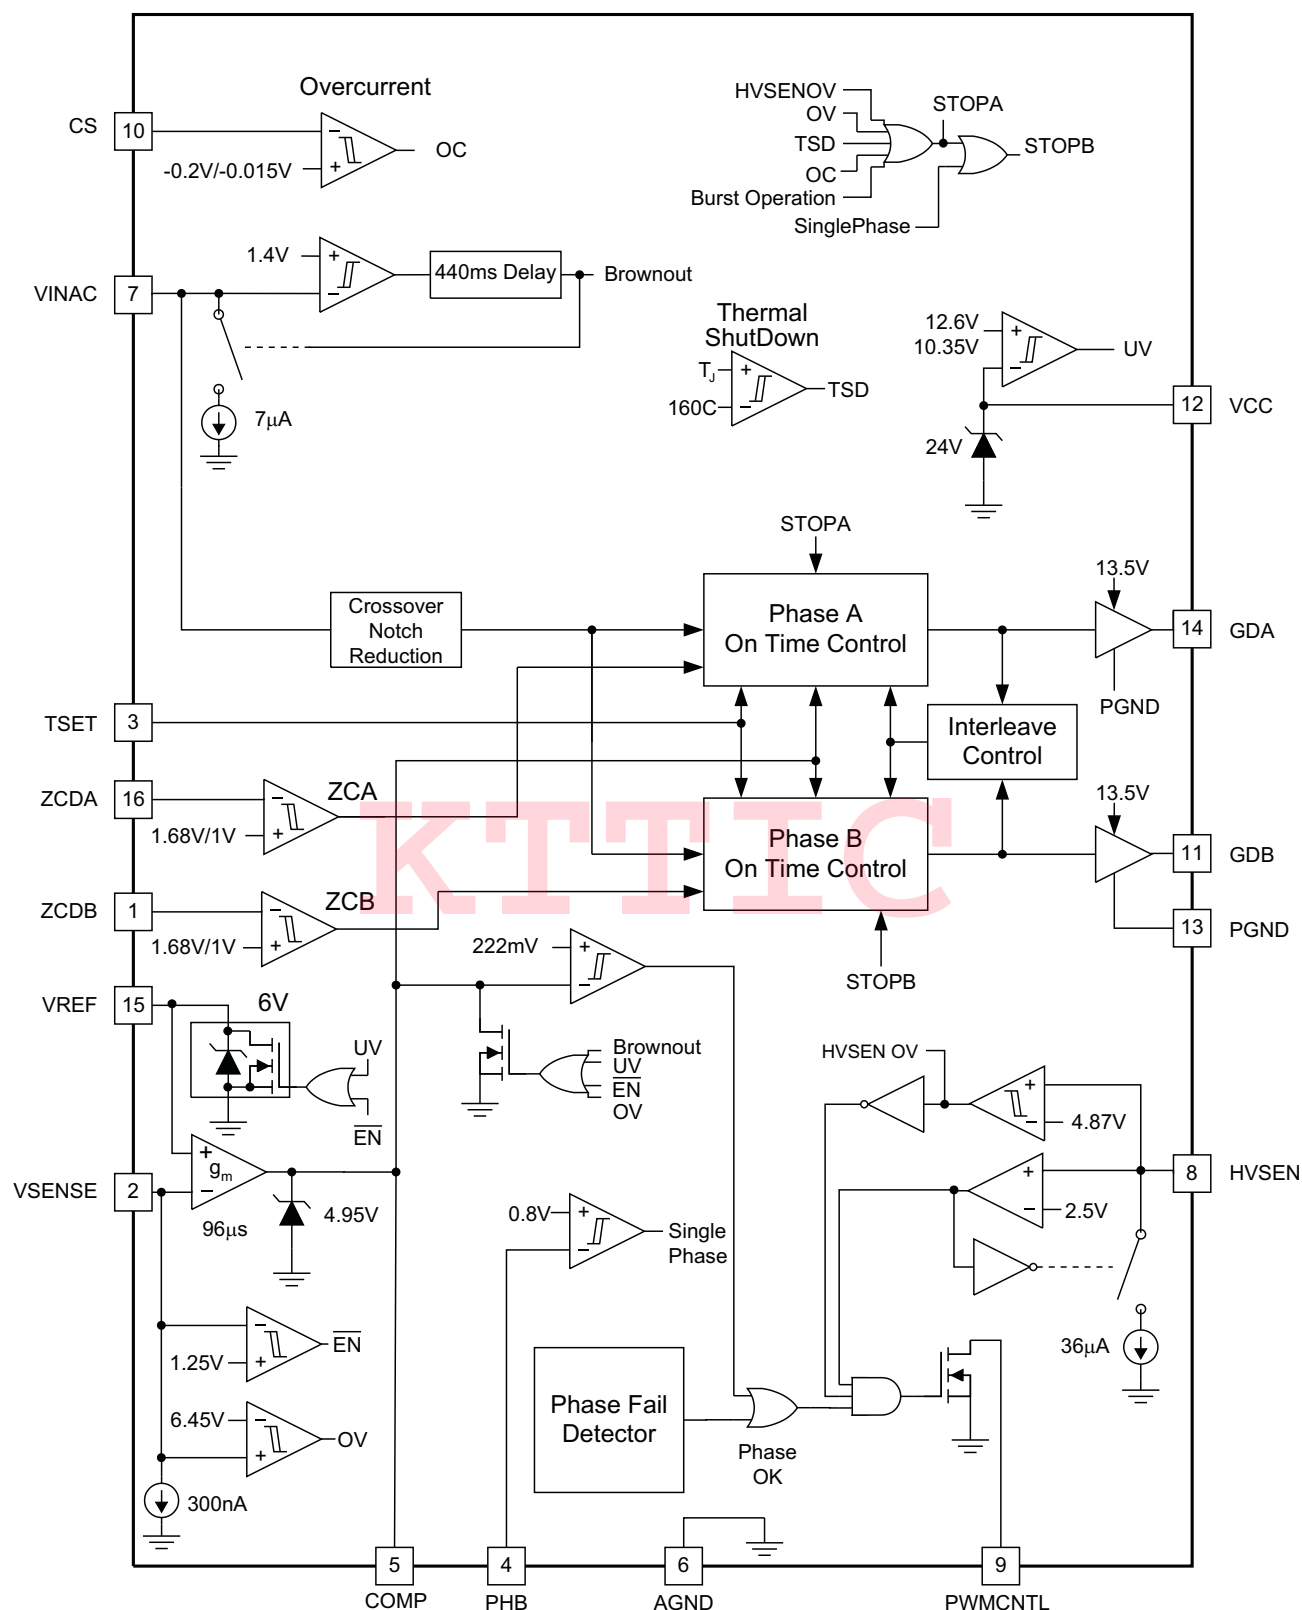 Overcurrent
CS
10
-0.2V/-0.015V
OC
HVSENOV
OV
TSD
OC
Burst Operation
SinglePhase
STOPA
STOPB
1.4V
440ms Delay
Brownout
VINAC
7
7μA
Thermal
ShutDown
TJ
160C
TSD
12.6V
10.35V
UV
12
VCC
24V
STOPA
Crossover
Notch
Reduction
Phase A
On Time Control
13.5V
14
GDA
PGND
TSET
3
Interleave
Control
ZCDA
16
ZCA
1.68V/1V
Phase B
On Time Control
13.5V
11
GDB
ZCDB
1
ZCB
1.68V/1V
13
PGND
STOPB
222mV
VREF
15
6V
UV
EN
Brownout
UV
EN
OV
HVSEN OV
4.87V
8
HVSEN
2.5V
VSENSE
2
gm
96μs
4.95V
0.8V
Single
Phase
36μA
1.25V
EN
6.45V
OV
300nA
Phase Fail
Detector
Phase
OK
5
COMP
4
PHB
6
AGND
9
PWMCNTL
KTTIC